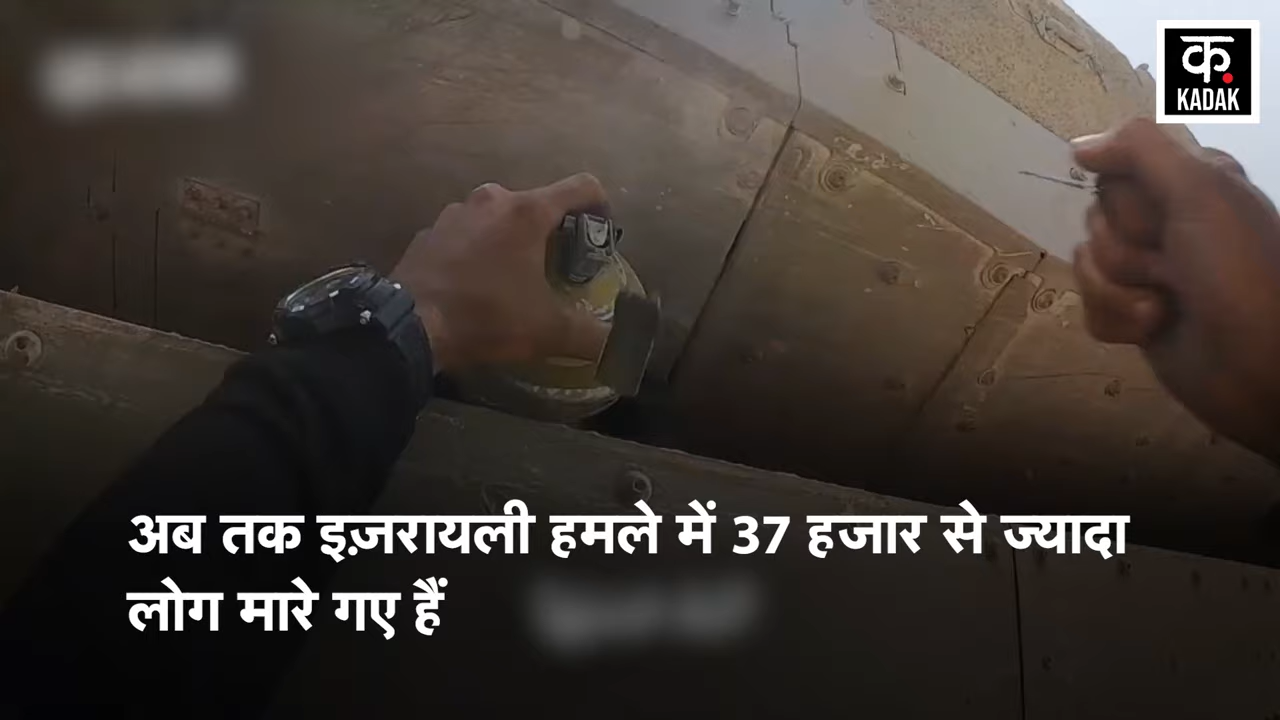 क.
KADAK
अब तक इज़रायली हमले में 37 हजार से ज्यादा
लोग मारे गए हैं